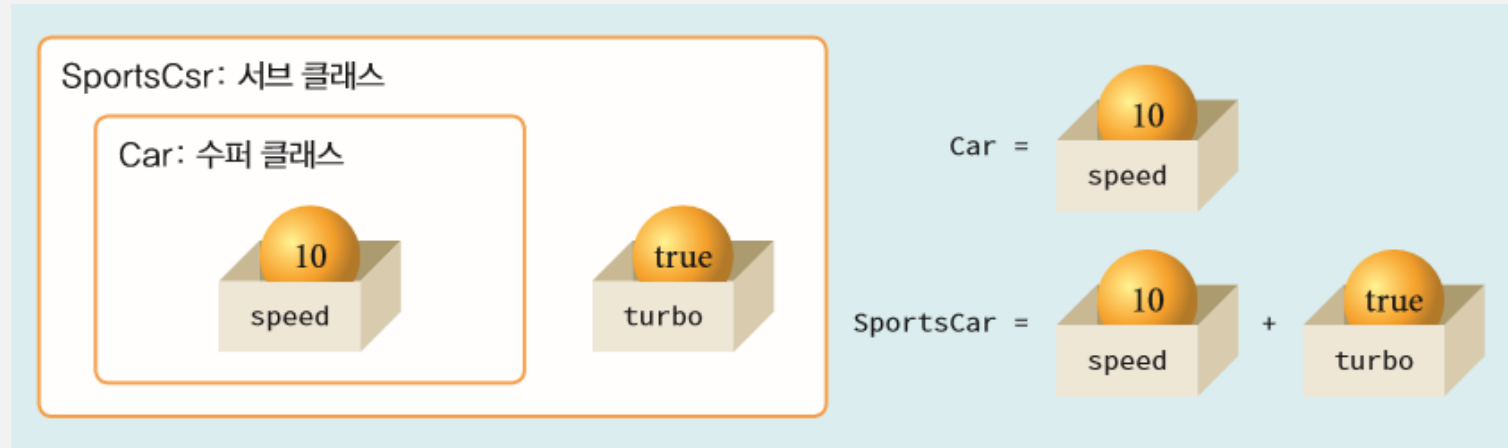 SportsCsr: 서브 클래스
Car: 수퍼 클래스
10
speed
true
turbo
Car =
10
speed
SportsCar =
10
speed
+
true
turbo